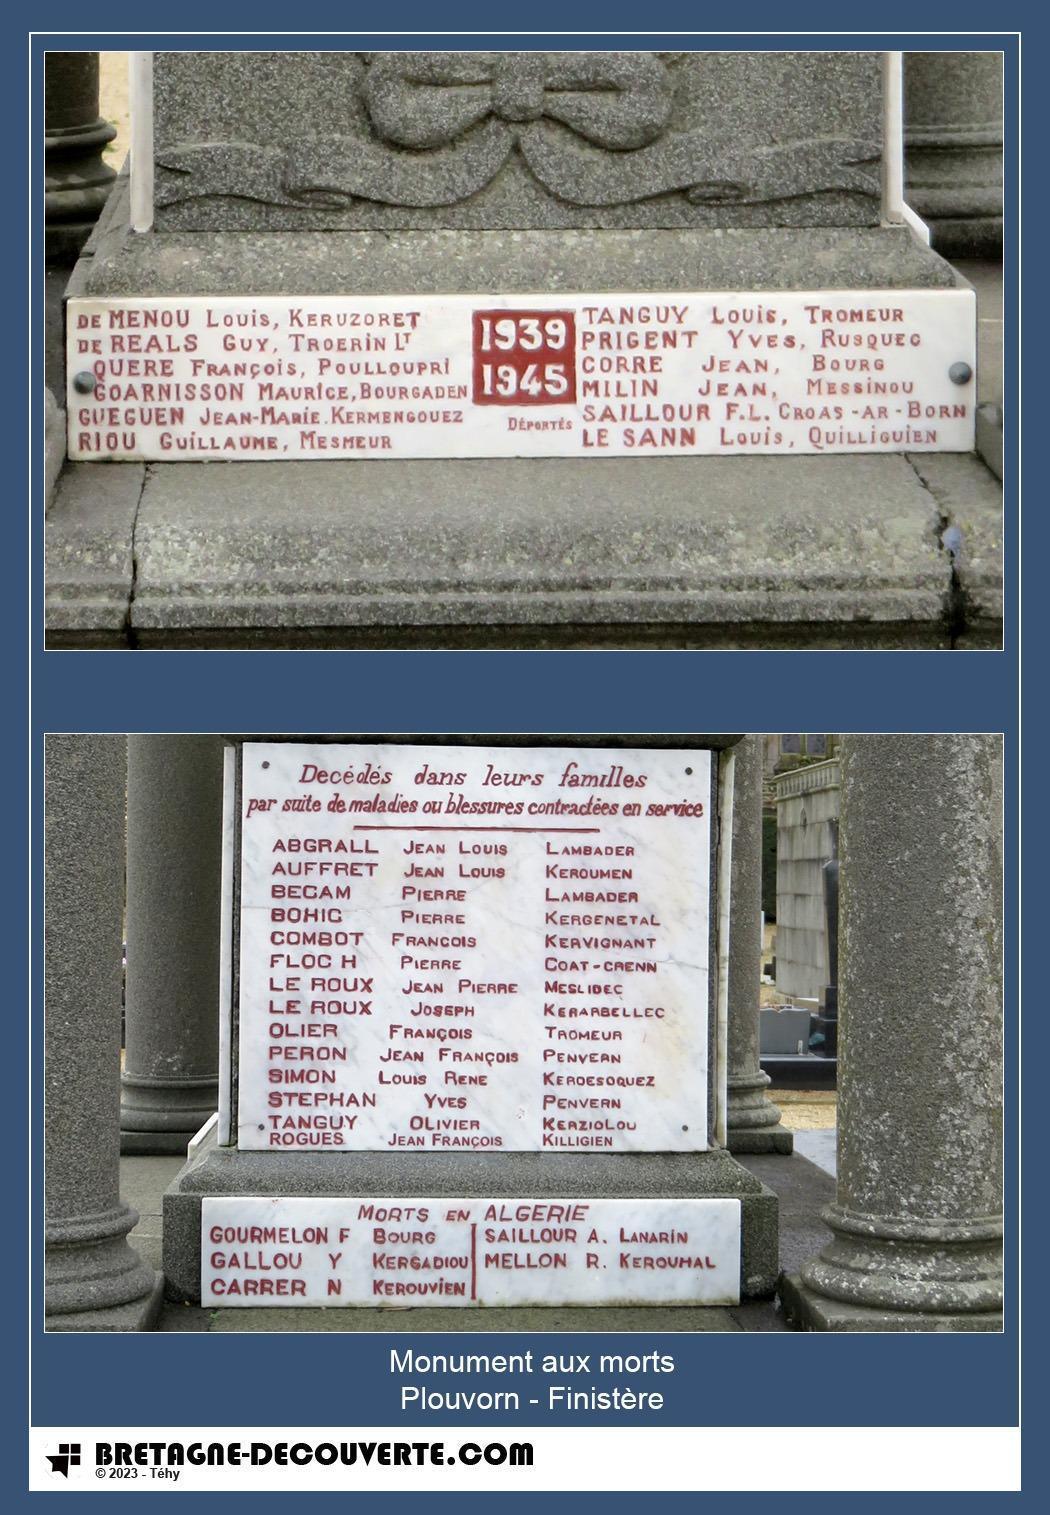 DE MENOU LOUIS, KERUZORET
DE REALS GUY, TROERIN LT
QUERE FRANÇOIS, POULLOUPRI
GOARNISSON MAURICE, BOURGADEN
GUEGUEN JEAN-MARIE. KERMENGOUEZ
RIOU GUILLAUME, MESMEUR
1939
1945
DÉPORTÉS
TANGUY LOUIS, TROMEUR
PRIGENT YVES, RUSQUEC
CORRE JEAN, BOURG
MILIN JEAN, MESSINOU
SAILLOUR F.L. CROAS-AR-BORN
LE SANN LOUIS, QUILLIGUIEN
Decédés dans leurs familles
par suite de maladies ou blessures contractées en service
ABGRALL JEAN LOUIS LAMBADER
AUFFRET JEAN LOUIS KEROUMEN
BECAM PIERRE LAMBADER
BOHIC PIERRE KERGENETAL
COMBOT FRANCOIS KERVIGNANT
FLOCH PIERRE COAT-CRENN
LE ROUX JEAN PIERRE MESLIDEC
LE ROUX JOSEPH KERARBELLEC
OLIER FRANÇOIS TROMEUR
PERON JEAN FRANÇOIS PENVERN
SIMON LOUIS RENE KERDESOQUEZ
STEPHAN YVES PENVERN
TANGUY OLIVIER KERZIOLOU
ROGUES JEAN FRANÇOIS KILLIGIEN
MORTS EN ALGERIE
GOURMELON F BOURG
GALLOU Y KERGADIOU
CARRER N KEROUVIEN
SAILLOUR A. LANARIN
MELLON R. KEROUHAL
Monument aux morts
Plouvorn - Finistère
BRETAGNE-DECOUVERTE.COM
© 2023 - Téhy